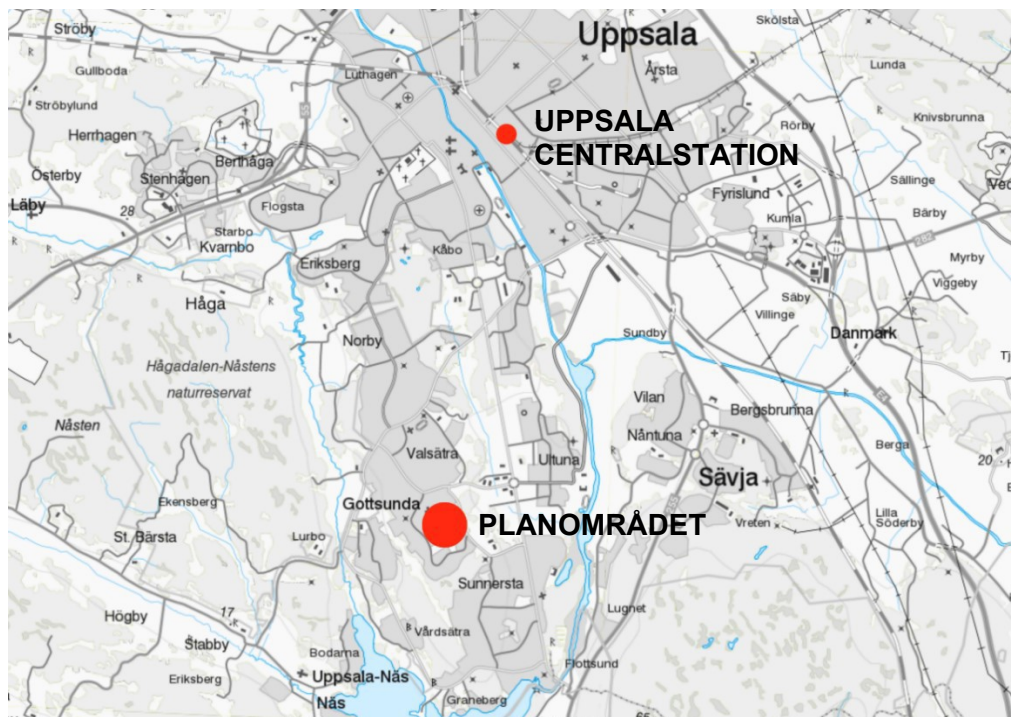 Ströby
Skölsta
Uppsala
Gullboda
Luthagen
Årsta
Lunda
Ströbylund
55
UPPSALA
CENTRALSTATION
Rörby
Knivsbrunna
Herrhagen
Berthåga
Österby
Stenhagen
Sällinge
Fyrislund
Läby
28
Flogsta
Kumla
Bärby
Starbo
Kvarnbo
Kåbo
282
Eriksberg
Myrby
Håga
Säby
Viggeby
Villinge
Norby
Sundby
Danmark
Hågadalen-Nåstens
naturreservat
E4
Vilan
Bergsbrunna
Nåsten
Nåntuna
Berga
Valsätra
Ultuna
20
Sävja
Ekensberg
Gottsunda
PLANOMRÅDET
Vreten
Lilla
Söderby
St. Bärsta
Lurbo
Sunnersta
Högby
17
Lugnet
Vårdsätra
Stabby
Bodarna
Flottsund
Eriksberg
Uppsala-Näs
Näs
Graneberg